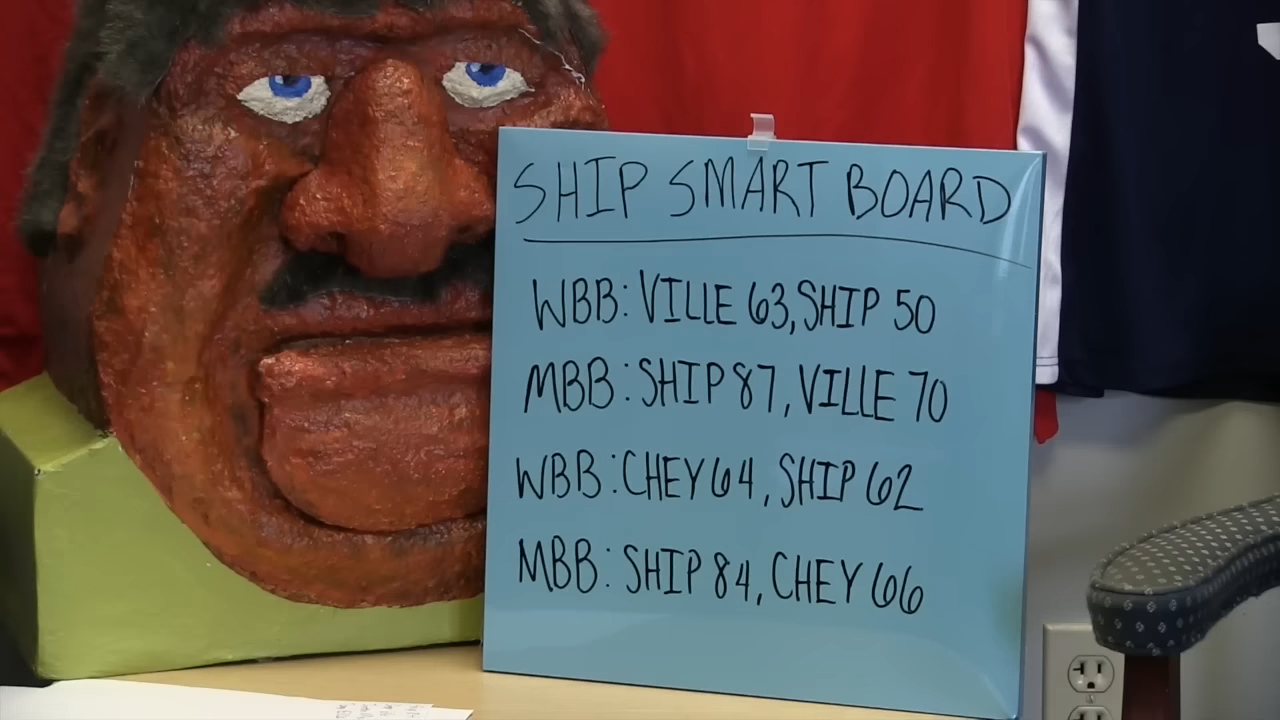 SHIP SMART BOARD
WBB: VILLE 63, SHIP 50
MBB: SHIP 87, VILLE 70
WBB: CHEY 64, SHIP 62
MBB: SHIP 84, CHEY 66